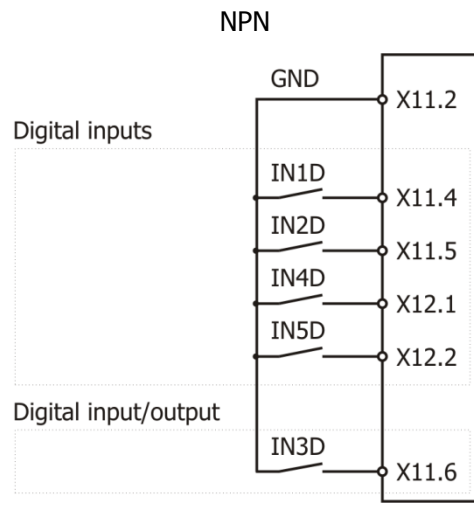 NPN
GND
X11.2
Digital inputs
IN1D
X11.4
IN2D
X11.5
IN4D
X12.1
IN5D
X12.2
Digital input/output
IN3D
X11.6